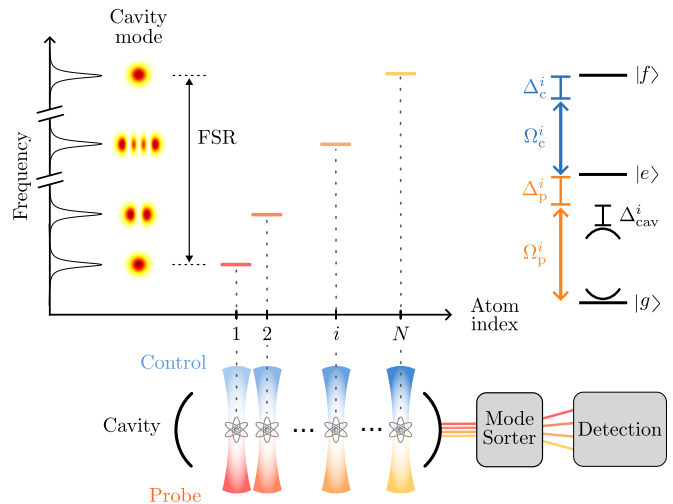 Cavity
mode
Frequency
FSR
Atom
index
1 2 i N
|f⟩
Δ_c^i
Ω_c^i
|e⟩
Δ_p^i
Δ_cav^i
Ω_p^i
|g⟩
Control
Cavity
... ...
Probe
Mode
Sorter
Detection